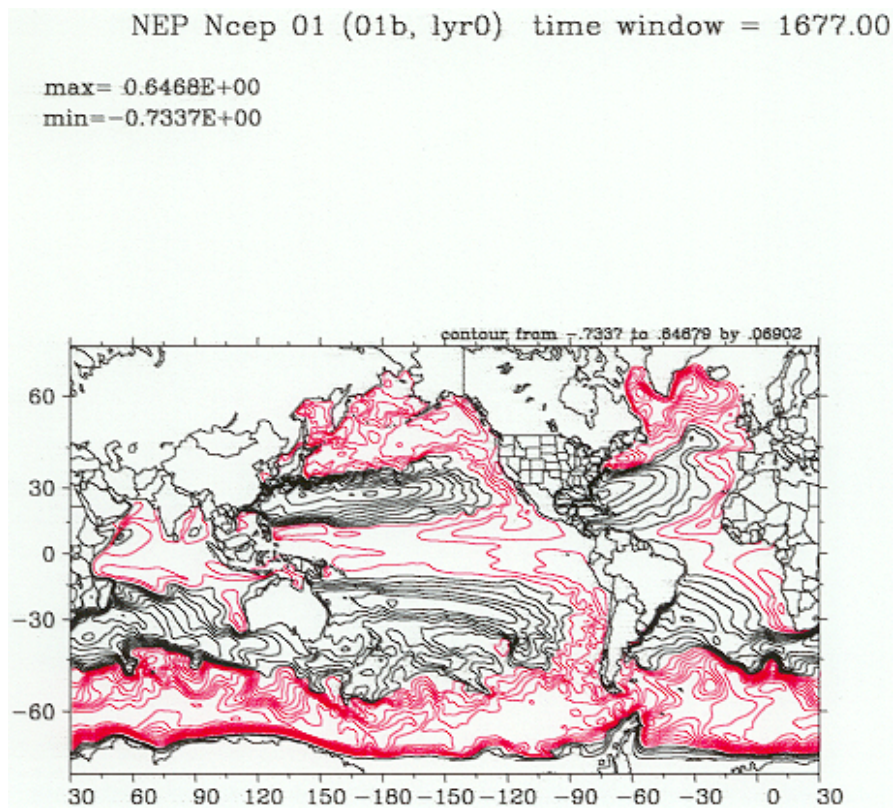 NEP Ncep 01 (01b, lyr0) time window = 1677.00
max= 0.6468E+00
min=-0.7337E+00
contour from -.7337 to .64679 by .06902
60
30
0
-30
-60
30 60 90 120 150 -180 -150 -120 -90 -60 -30 0 30